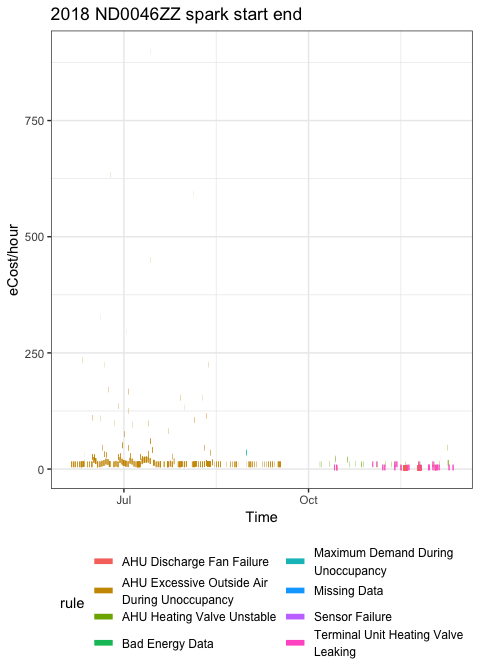 2018 ND0046ZZ spark start end
eCost/hour
750
500
250
0
Jul
Oct
Time
rule
AHU Discharge Fan Failure
AHU Excessive Outside Air
During Unoccupancy
AHU Heating Valve Unstable
Bad Energy Data
Maximum Demand During
Unoccupancy
Missing Data
Sensor Failure
Terminal Unit Heating Valve
Leaking